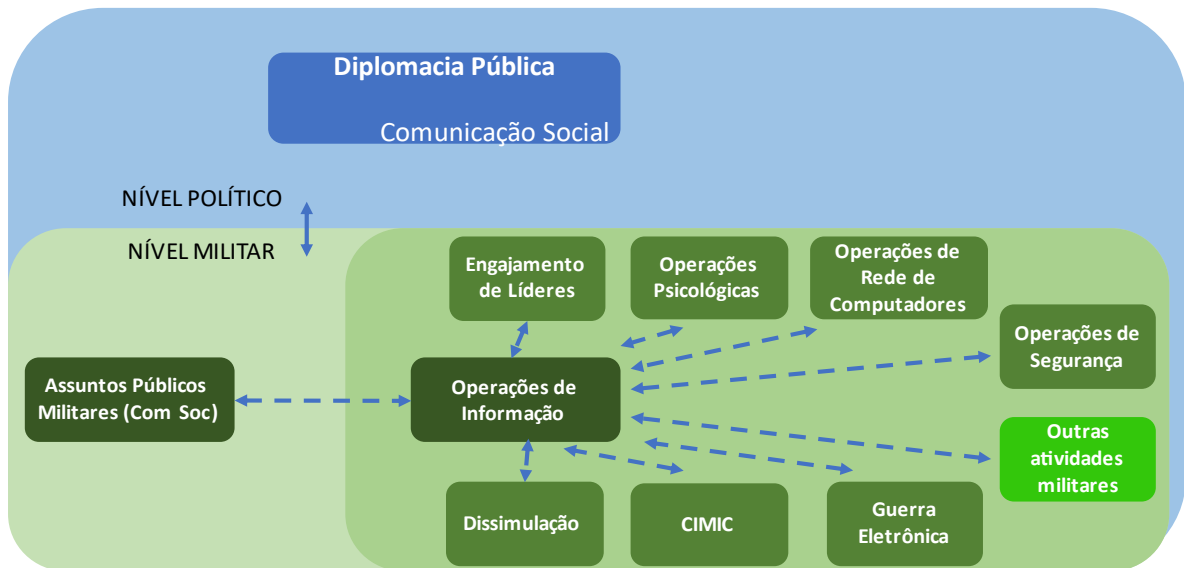 Diplomacia Pública
Comunicação Social
NÍVEL POLÍTICO
NÍVEL MILITAR
Engajamento
de Líderes
Operações
Psicológicas
Operações de
Rede de
Computadores
Operações de
Segurança
Assuntos Públicos
Militares (Com Soc)
Operações de
Informação
Outras
atividades
militares
Dissimulação
CIMIC
Guerra
Eletrônica